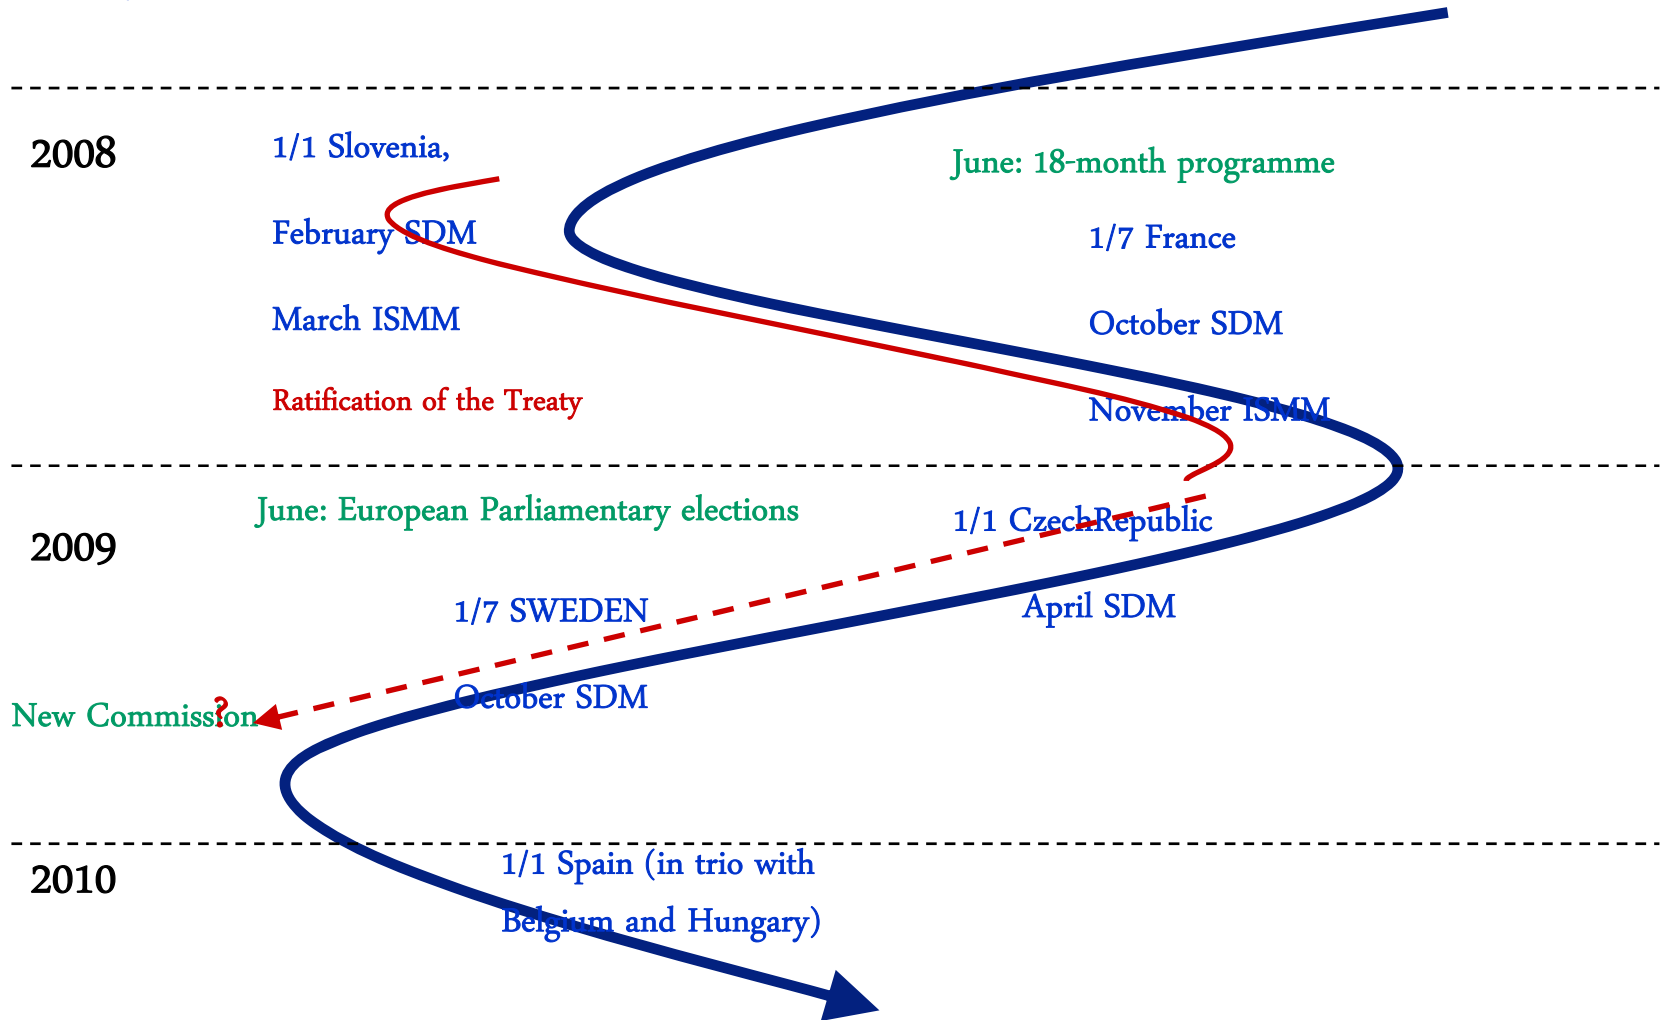 2008
1/1 Slovenia,
June: 18-month programme
February SDM
1/7 France
March ISMM
October SDM
Ratification of the Treaty
November ISMM
June: European Parliamentary elections
1/1 CzechRepublic
2009
1/7 SWEDEN
April SDM
October SDM
New Commission
?
2010
1/1 Spain (in trio with
Belgium and Hungary)